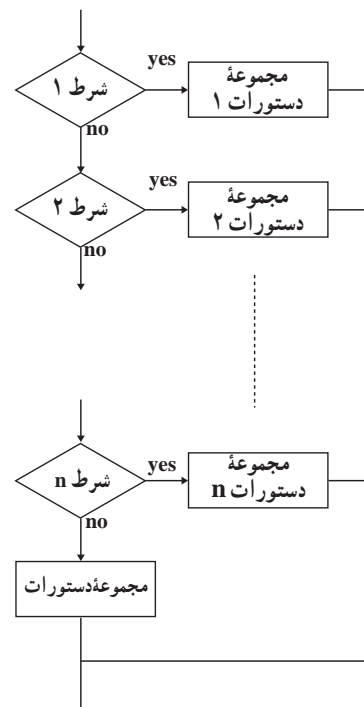 yes
مجموعهٔ
دستورات ۱
شرط ۱
no
yes
مجموعهٔ
دستورات ۲
شرط ۲
no
yes
مجموعهٔ
دستورات n
شرط n
no
مجموعهٔ دستورات